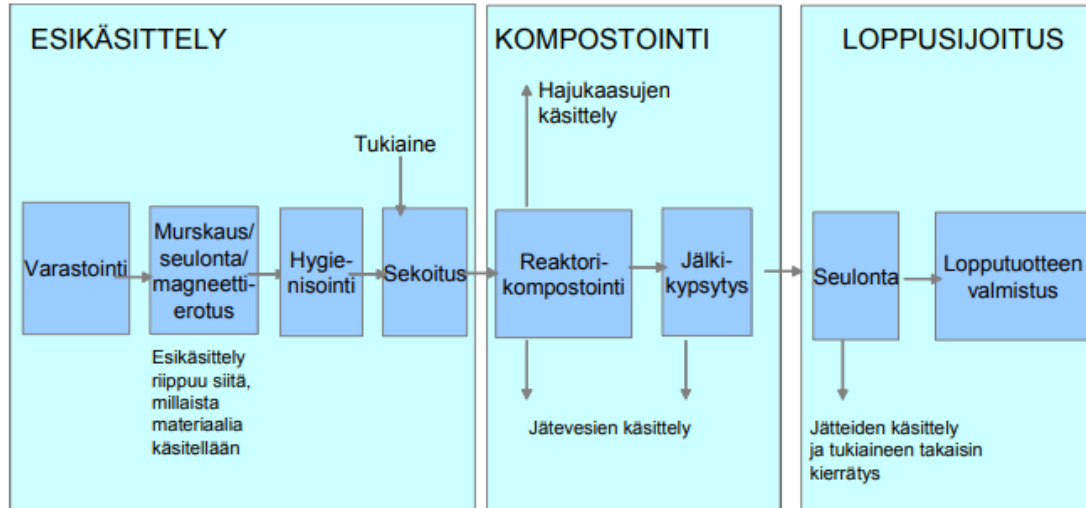 ESIKÄSITTELY
Tukiaine
Varastointi
Murskaus/
seulonta/
magneetti-
erotus
Hygie-
nisointi
Sekoitus
Esikäsittely
riippuu siitä,
millaista
materiaalia
käsitellään
KOMPOSTOINTI
Hajukaasujen
käsittely
Reaktori-
kompostointi
Jälki-
kypsytys
Jätevesien käsittely
LOPPUSIJOITUS
Seulonta
Lopputuotteen
valmistus
Jätteiden käsittely
ja tukiaineen takaisin
kierrätys